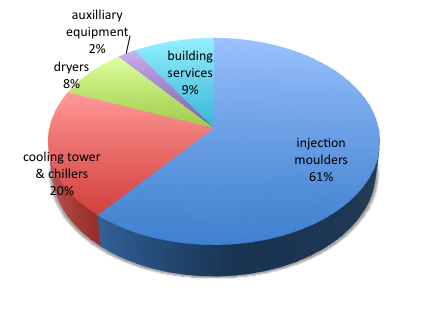 auxilliary
equipment
2%
building
services
9%
dryers
8%
injection
moulders
61%
cooling tower
& chillers
20%